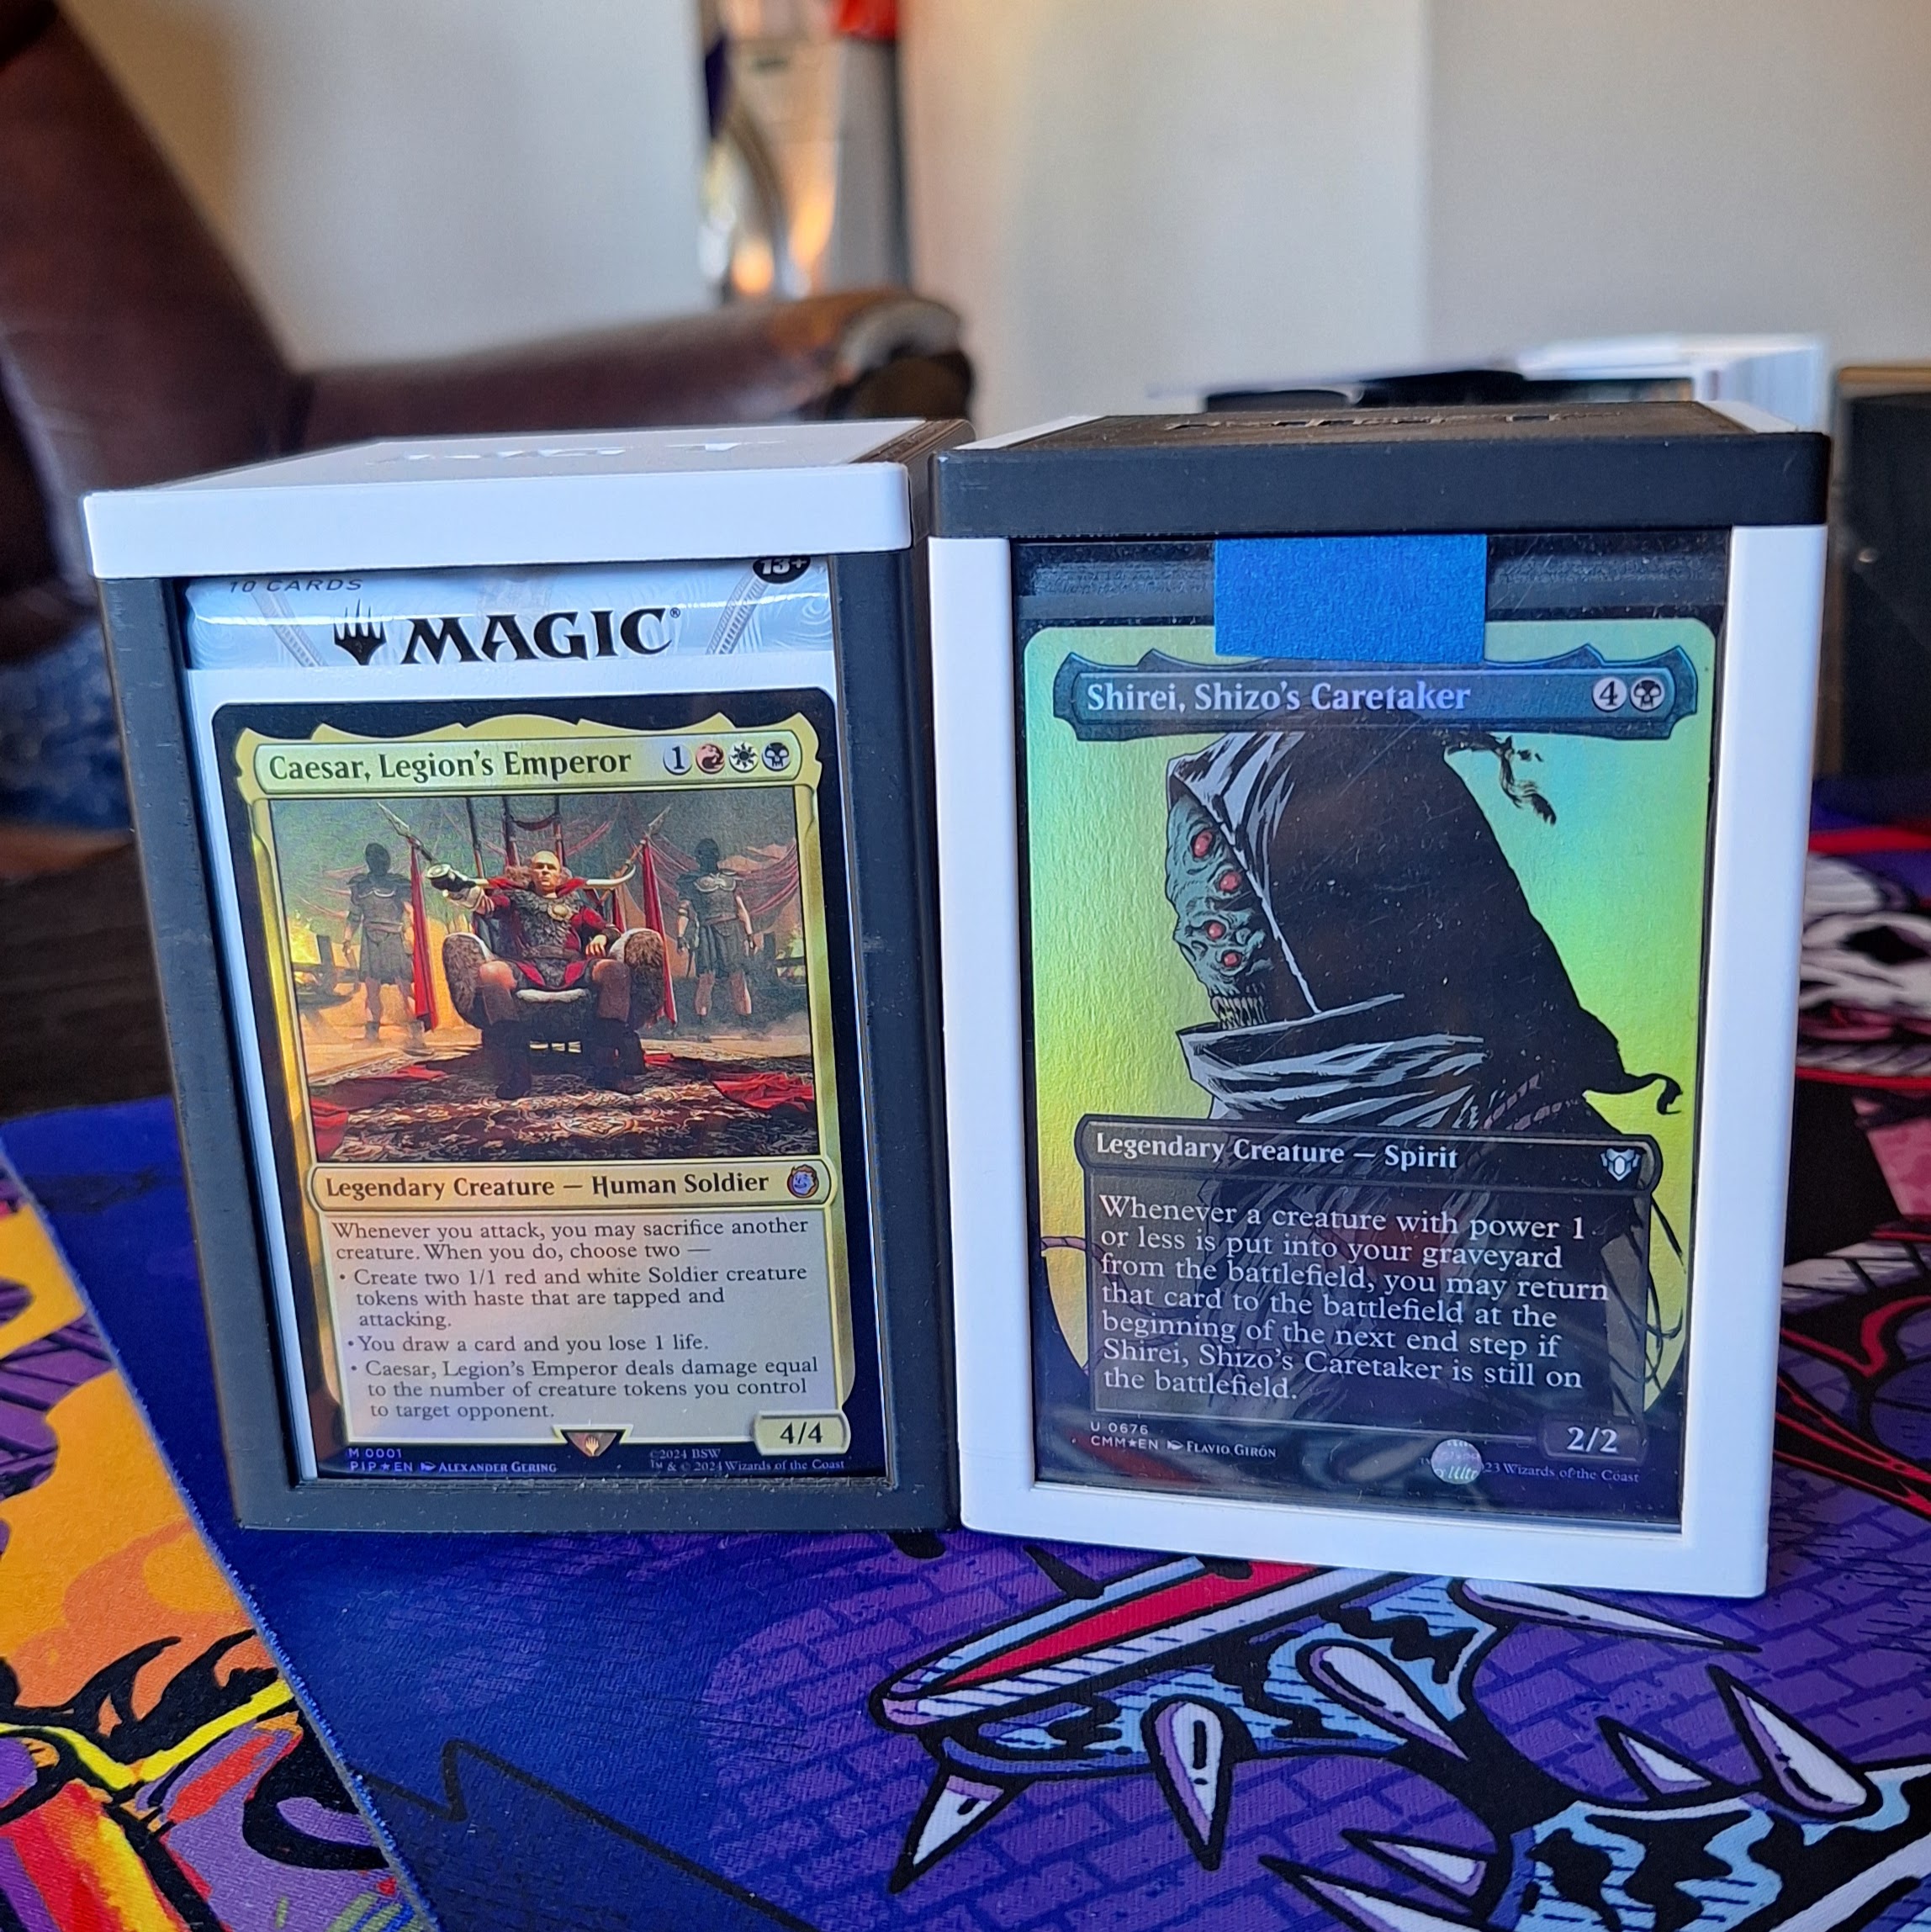 10 CARDS
13+
MAGIC®
Caesar, Legion's Emperor 1
Legendary Creature — Human Soldier
Whenever you attack, you may sacrifice another
creature. When you do, choose two —
• Create two 1/1 red and white Soldier creature
tokens with haste that are tapped and
attacking.
• You draw a card and you lose 1 life.
• Caesar, Legion's Emperor deals damage equal
to the number of creature tokens you control
to target opponent.
4/4
M 0001
PIP ★ EN ALEXANDER GERING
©2024 BSW
™ & © 2024 Wizards of the Coast
Shirei, Shizo's Caretaker 4
Legendary Creature — Spirit
Whenever a creature with power 1
or less is put into your graveyard
from the battlefield, you may return
that card to the battlefield at the
beginning of the next end step if
Shirei, Shizo's Caretaker is still on
the battlefield.
2/2
U 0676
CMM★EN FLAVIO GIRÓN
23 Wizards of the Coast